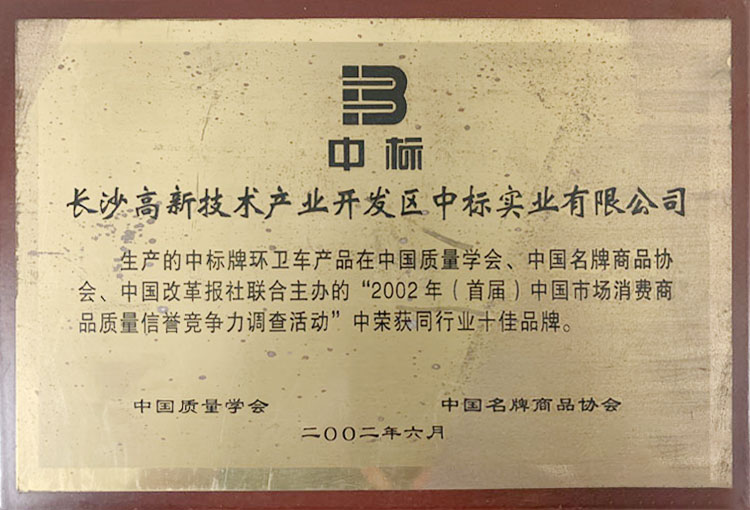 中标
长沙高新技术产业开发区中标实业有限公司
生产的中标牌环卫车产品在中国质量学会、中国名牌商品协
会、中国改革报社联合主办的“2002年（首届）中国市场消费商
品质量信誉竞争力调查活动”中荣获同行业十佳品牌。
中国质量学会 中国名牌商品协会
二〇〇二年六月